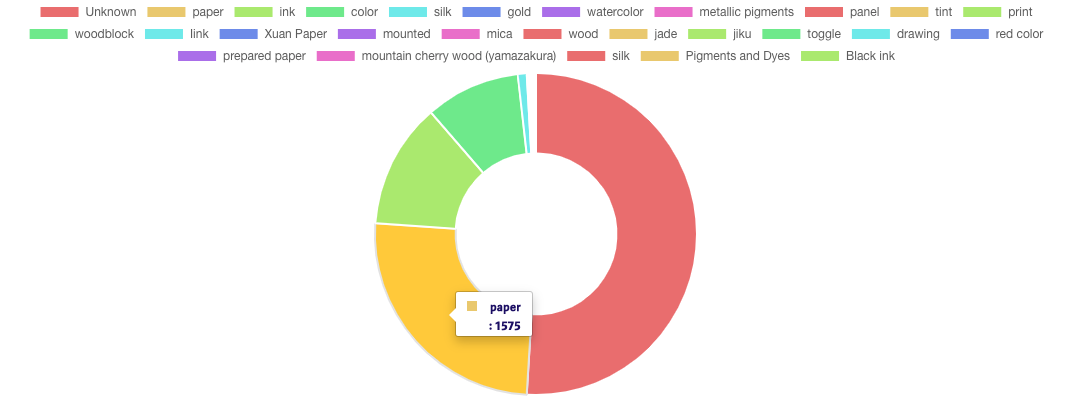 Unknown paper ink color silk gold watercolor metallic pigments panel tint print
woodblock link Xuan Paper mounted mica wood jade jiku toggle drawing red color
prepared paper mountain cherry wood (yamazakura) silk Pigments and Dyes Black ink
paper
: 1575